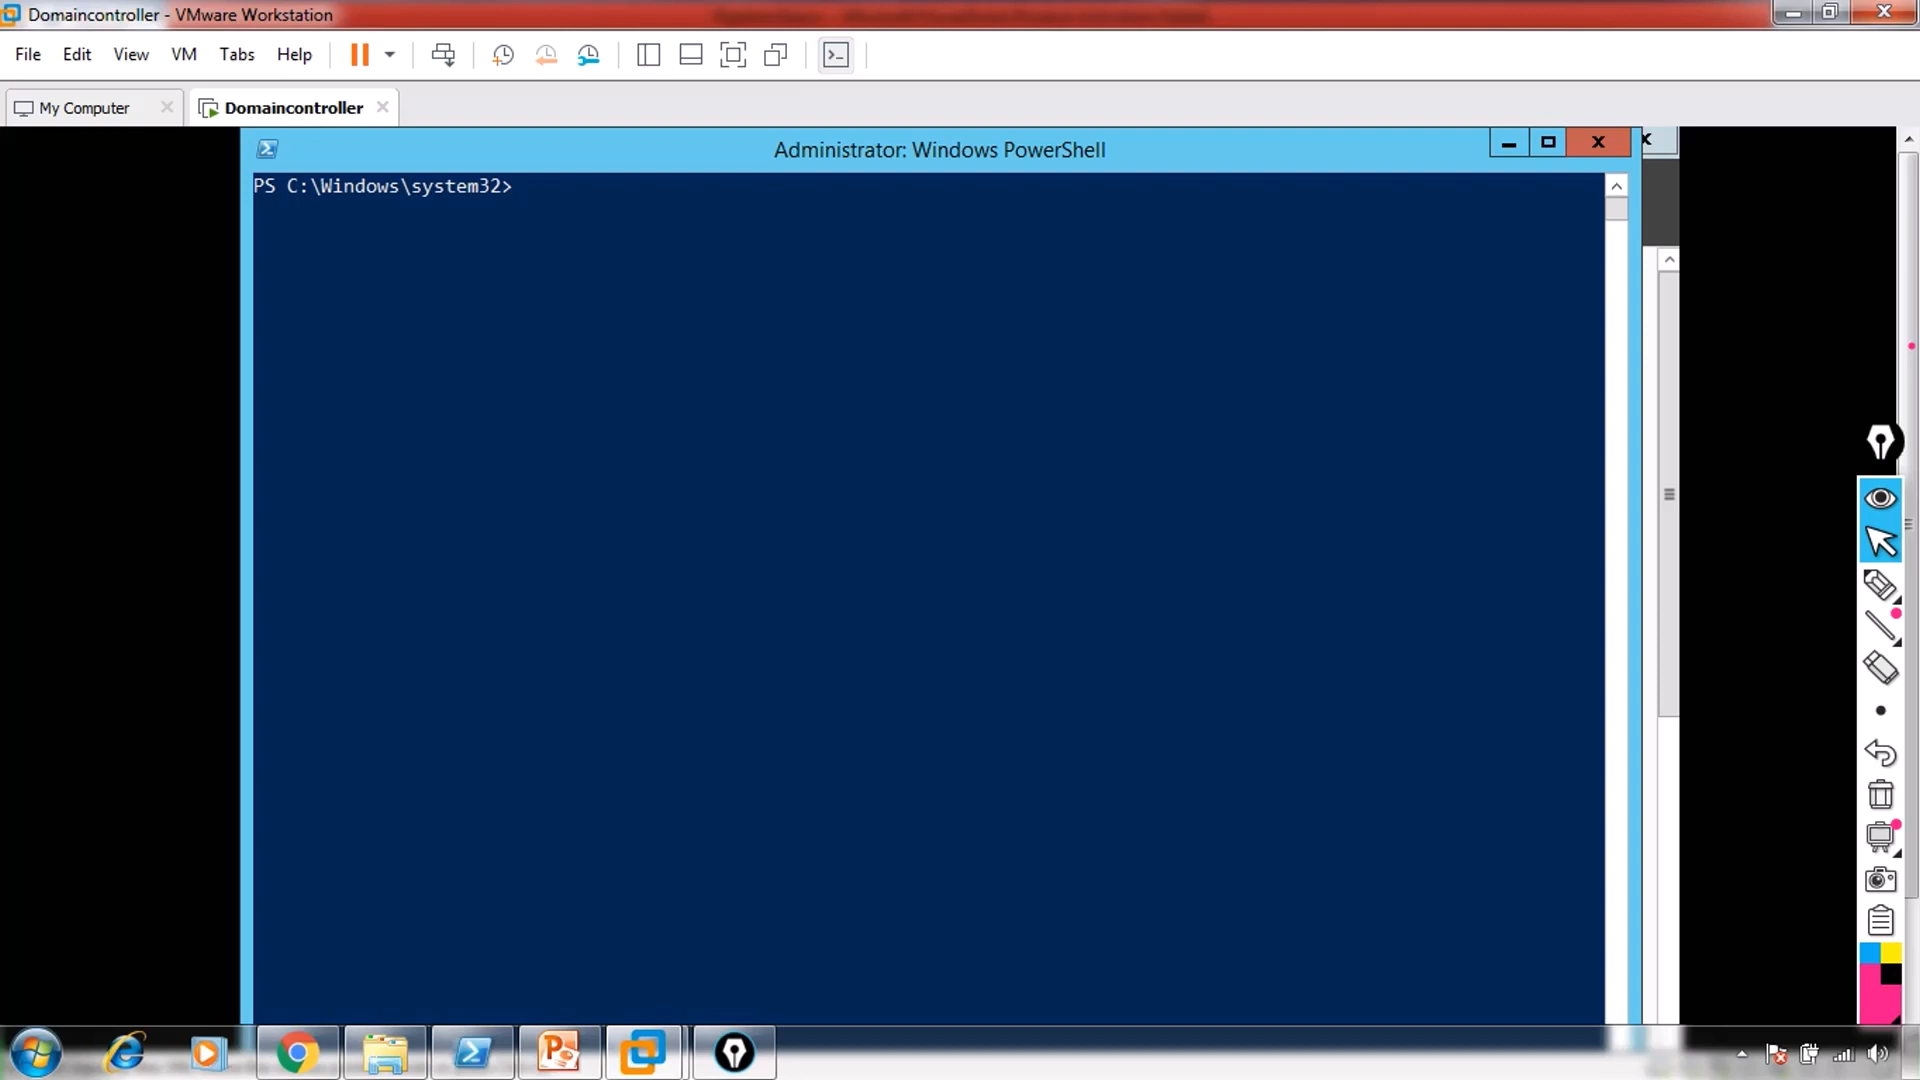 Domaincontroller - VMware Workstation
File Edit View VM Tabs Help
My Computer
Domaincontroller
Administrator: Windows PowerShell
PS C:\Windows\system32>